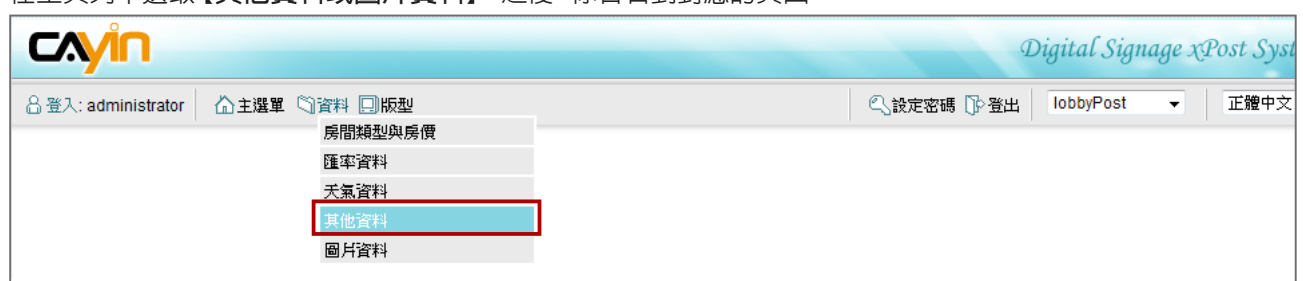 CAYIN
Digital Signage xPost Syst
登入: administrator 主選單 資料 版型 設定密碼 登出 lobbyPost 正體中文
房間類型與房價
匯率資料
天氣資料
其他資料
圖片資料